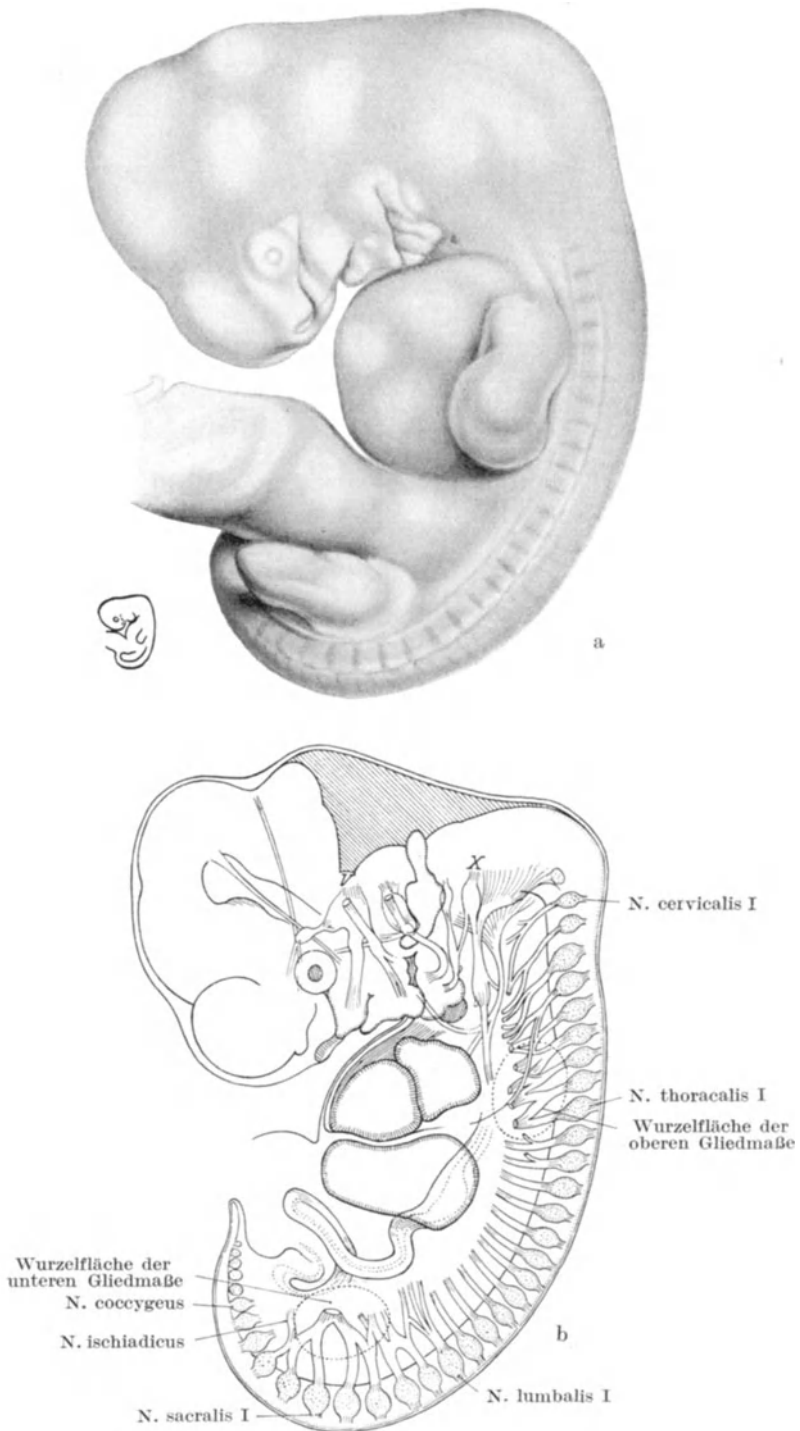 a
V
X
N. cervicalis I
N. thoracalis I
Wurzelfläche der
oberen Gliedmaße
Wurzelfläche der
unteren Gliedmaße
N. coccygeus
N. ischiadicus
b
N. lumbalis I
N. sacralis I